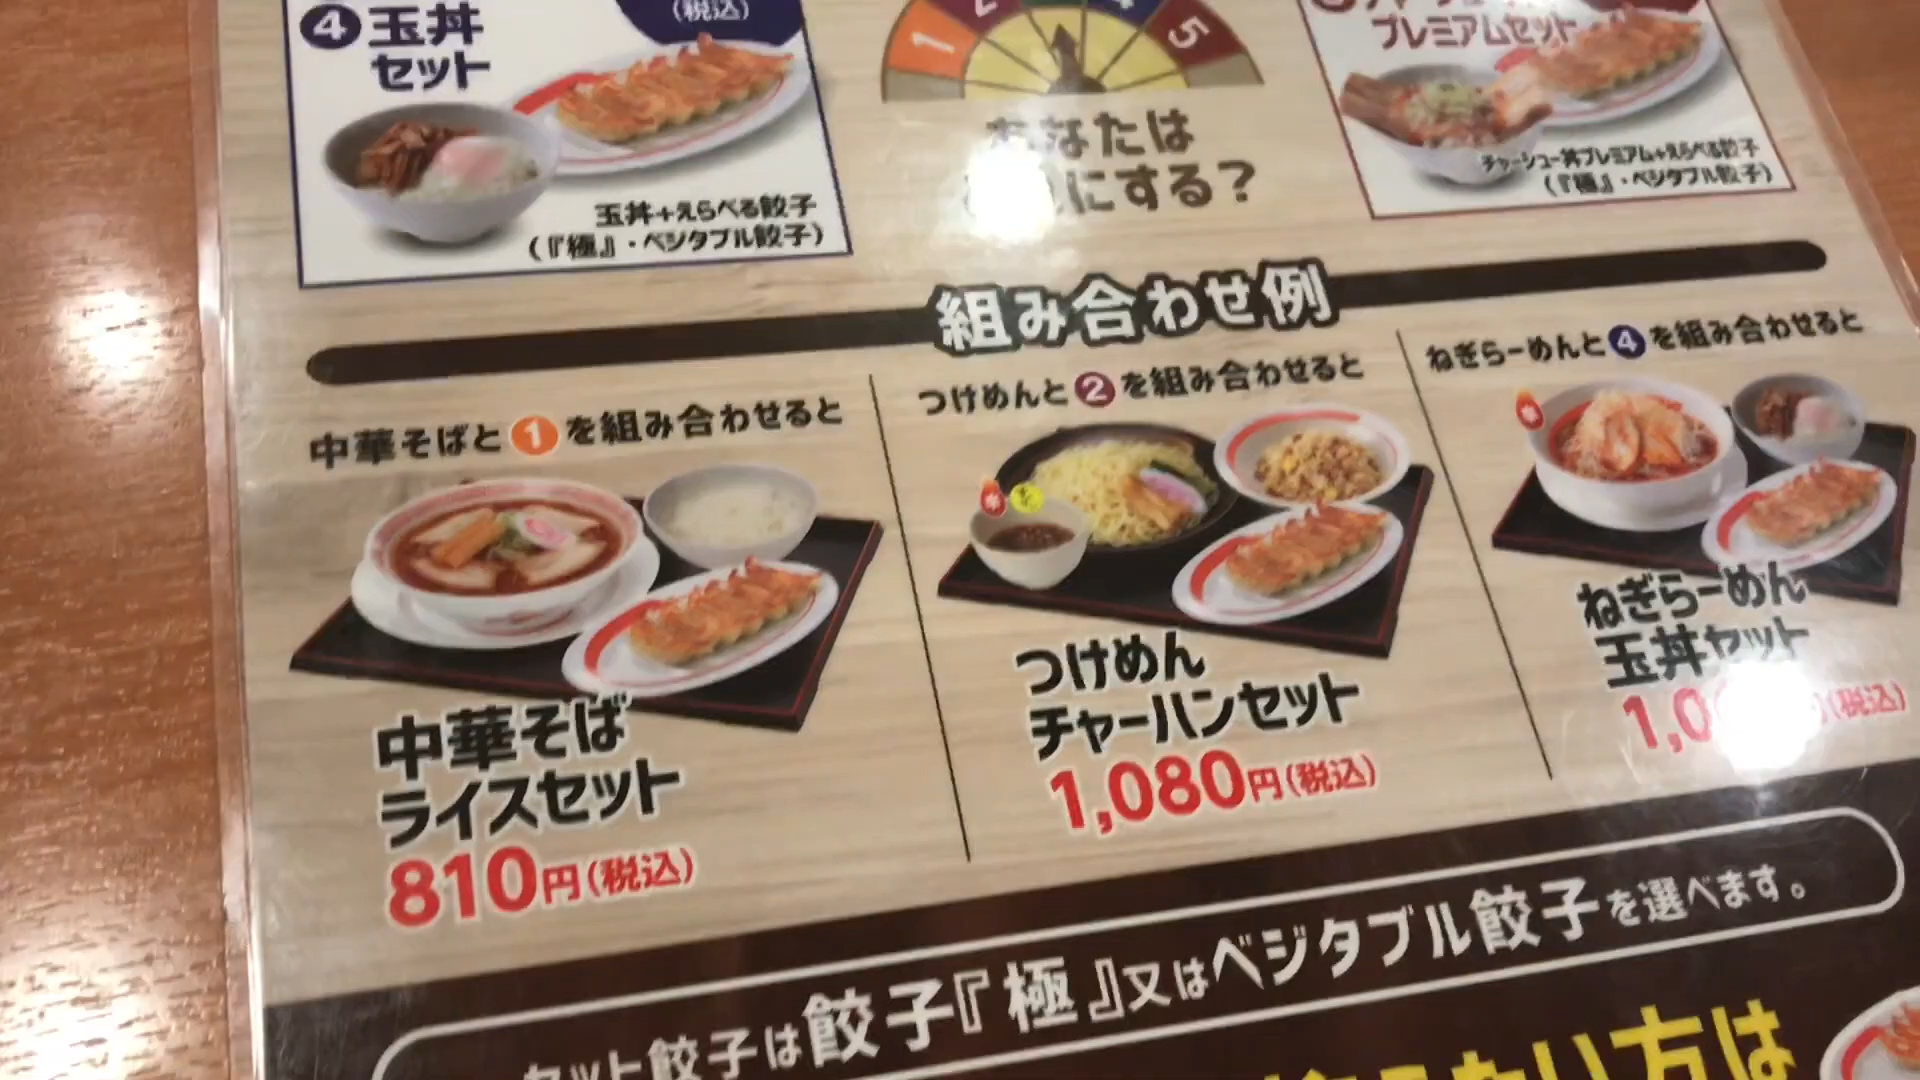 ④ 玉丼
セット
(税込)
玉丼+えらべる餃子
(『極』・ベジタブル餃子)
1
2
4
5
なたは
にする?
プレミアムセット
チャーシュー丼プレミアム+えらべる餃子
(『極』・ベジタブル餃子)
組み合わせ例
中華そばと①を組み合わせると
中華そば
ライスセット
810円(税込)
つけめんと②を組み合わせると
つけめん
チャーハンセット
1,080円(税込)
ねぎらーめんと④を組み合わせると
ねぎらーめん
玉丼セット
(税込)
セット餃子は餃子『極』又はベジタブル餃子を選べます。
たい方は